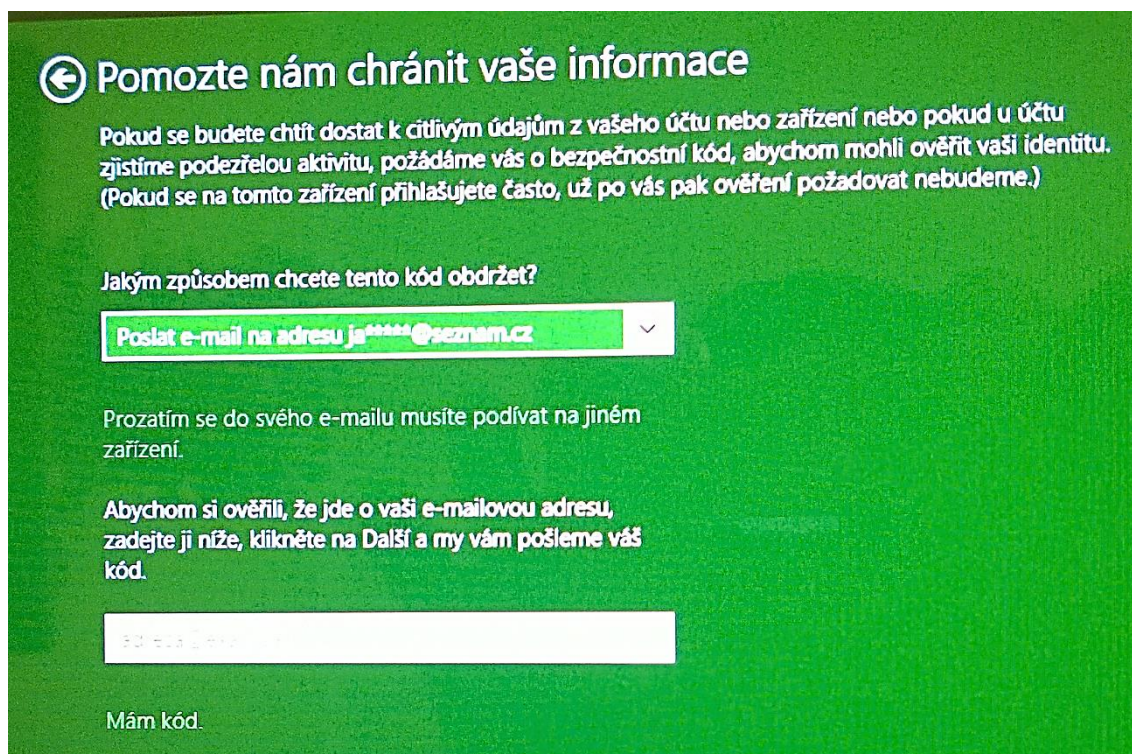 Pomozte nám chránit vaše informace
Pokud se budete chtít dostat k citlivým údajům z vašeho účtu nebo zařízení nebo pokud u účtu
zjistíme podezřelou aktivitu, požádáme vás o bezpečnostní kód, abychom mohli ověřit vaši identitu.
(Pokud se na tomto zařízení přihlašujete často, už po vás pak ověření požadovat nebudeme.)
Jakým způsobem chcete tento kód obdržet?
Poslat e-mail na adresu ja*****@seznam.cz
Prozatím se do svého e-mailu musíte podívat na jiném
zařízení.
Abychom si ověřili, že jde o vaši e-mailovou adresu,
zadejte ji níže, klikněte na Další a my vám pošleme váš
kód.
Mám kód.